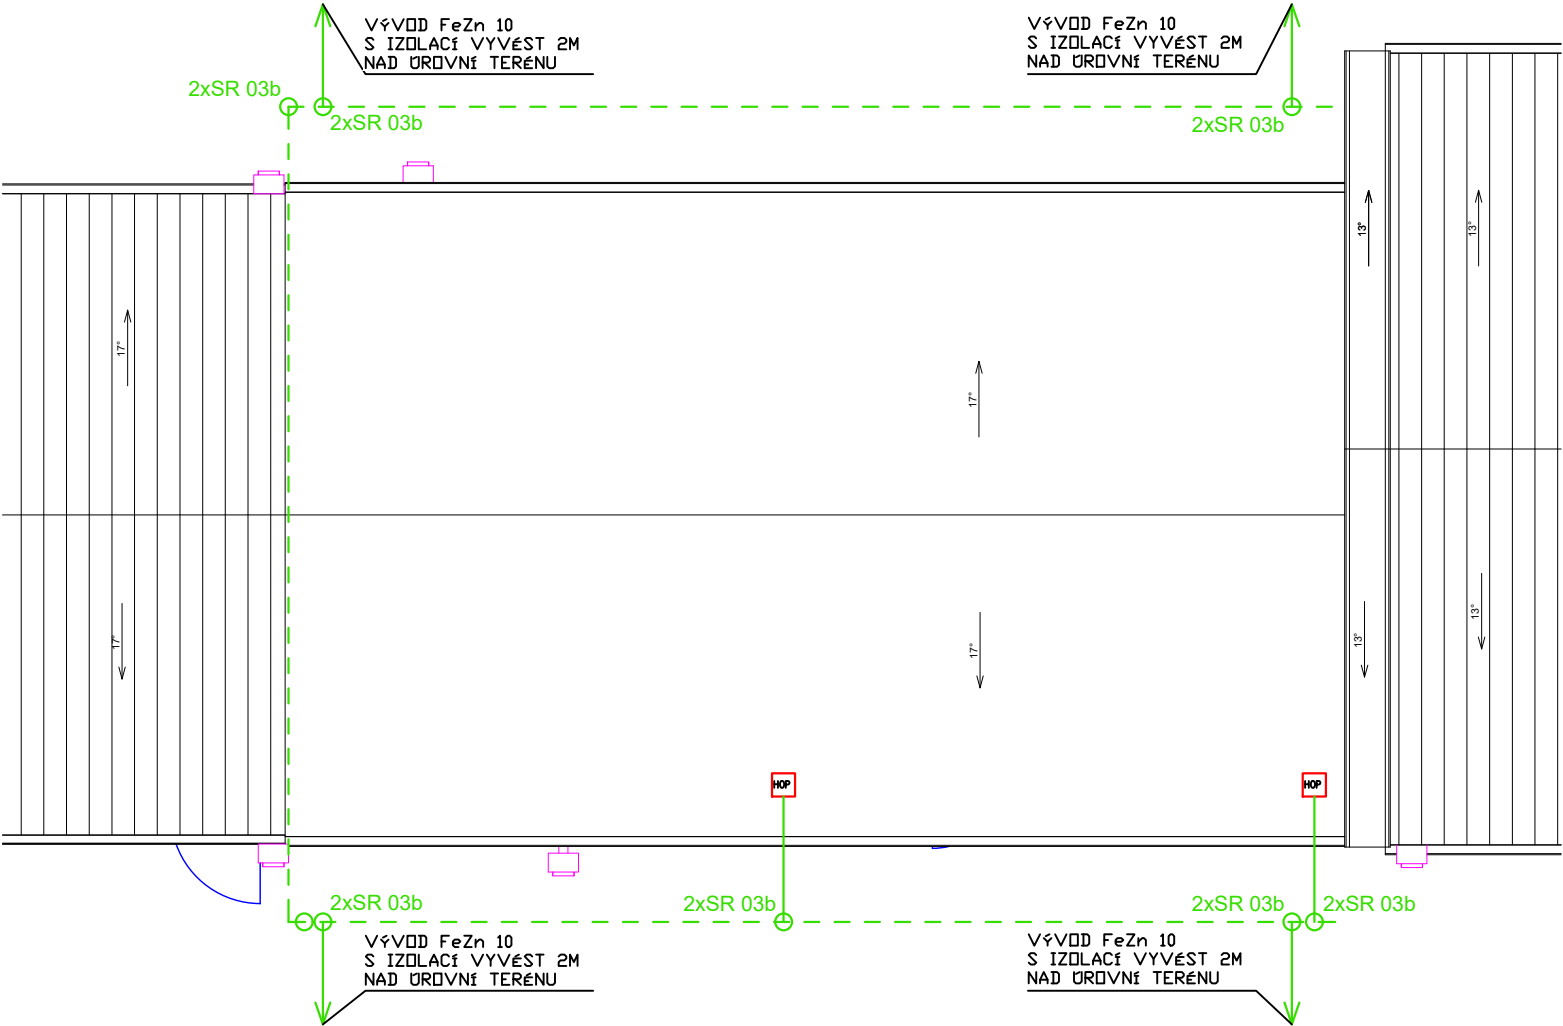 VÝVOD FeZn 10
S IZOLACÍ VYVÉST 2M
NAD ÚROVNÍ TERÉNU
VÝVOD FeZn 10
S IZOLACÍ VYVÉST 2M
NAD ÚROVNÍ TERÉNU
2xSR 03b
2xSR 03b
2xSR 03b
13°
13°
17°
17°
17°
17°
13°
13°
HOP
HOP
2xSR 03b
2xSR 03b
2xSR 03b
2xSR 03b
VÝVOD FeZn 10
S IZOLACÍ VYVÉST 2M
NAD ÚROVNÍ TERÉNU
VÝVOD FeZn 10
S IZOLACÍ VYVÉST 2M
NAD ÚROVNÍ TERÉNU